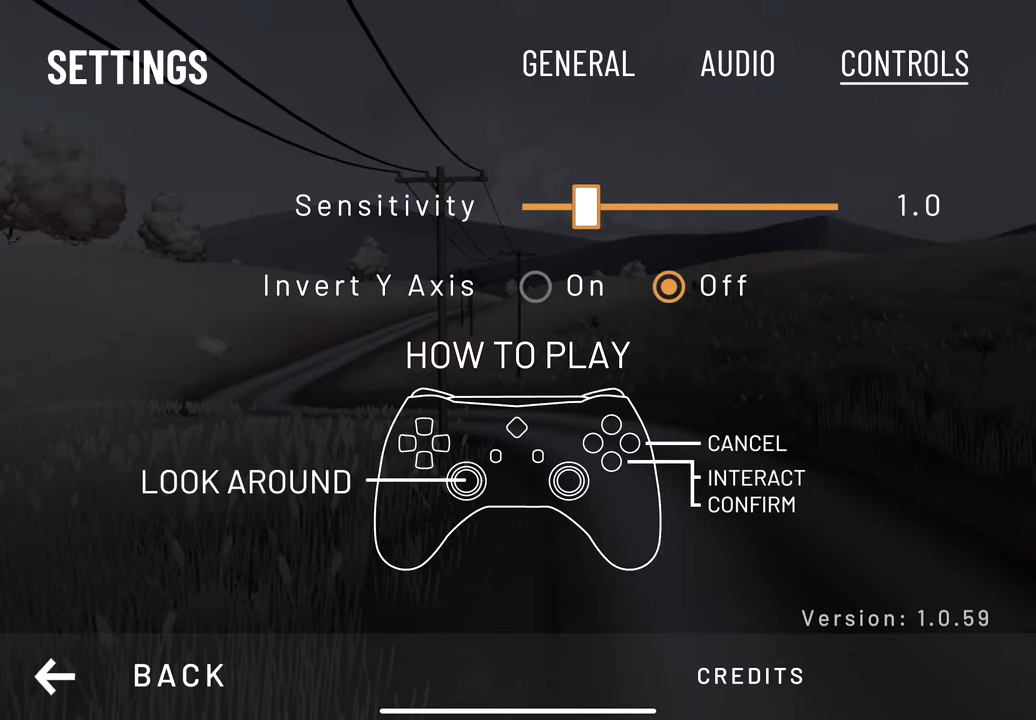 SETTINGS
GENERAL AUDIO CONTROLS
Sensitivity 1.0
Invert Y Axis On Off
HOW TO PLAY
LOOK AROUND
CANCEL
INTERACT
CONFIRM
Version: 1.0.59
BACK CREDITS